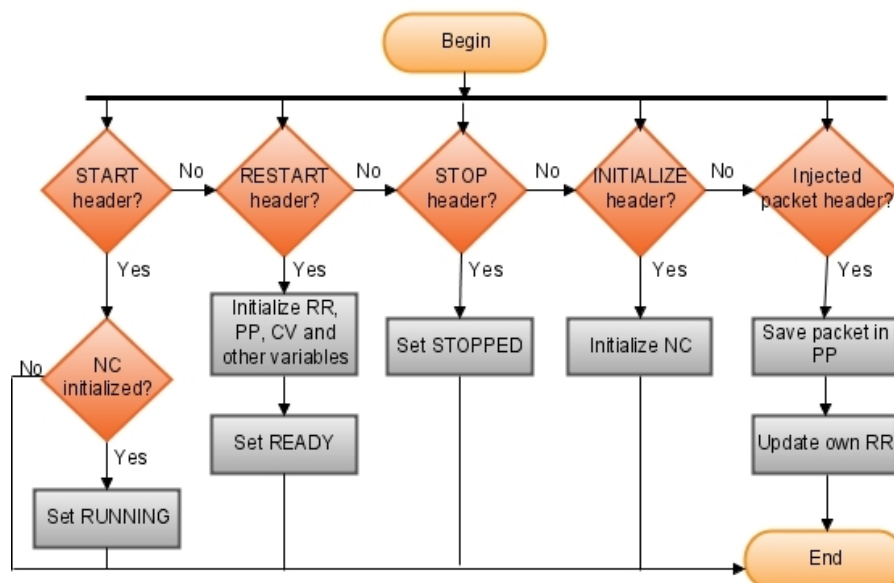 Begin
START
header?
No
RESTART
header?
No
STOP
header?
No
INITIALIZE
header?
No
Injected
packet header?
Yes
Yes
Yes
Yes
Yes
Initialize RR,
PP, CV and
other variables
Set STOPPED
Initialize NC
Save packet in
PP
No
NC
initialized?
Set READY
Update own RR
Yes
Set RUNNING
End